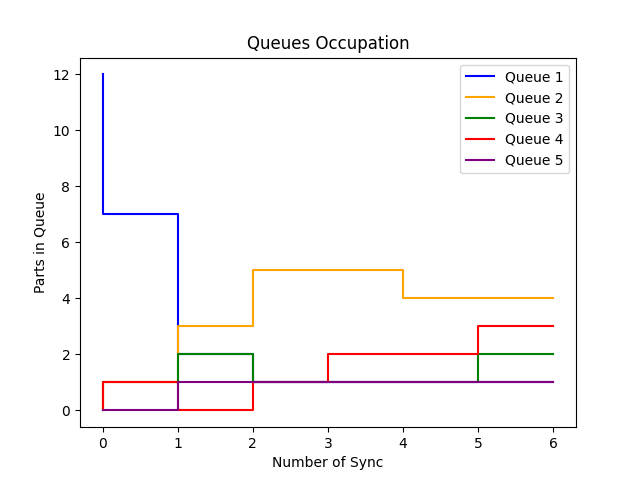 Queues Occupation
Parts in Queue
12
10
8
6
4
2
0
Queue 1
Queue 2
Queue 3
Queue 4
Queue 5
0 1 2 3 4 5 6
Number of Sync